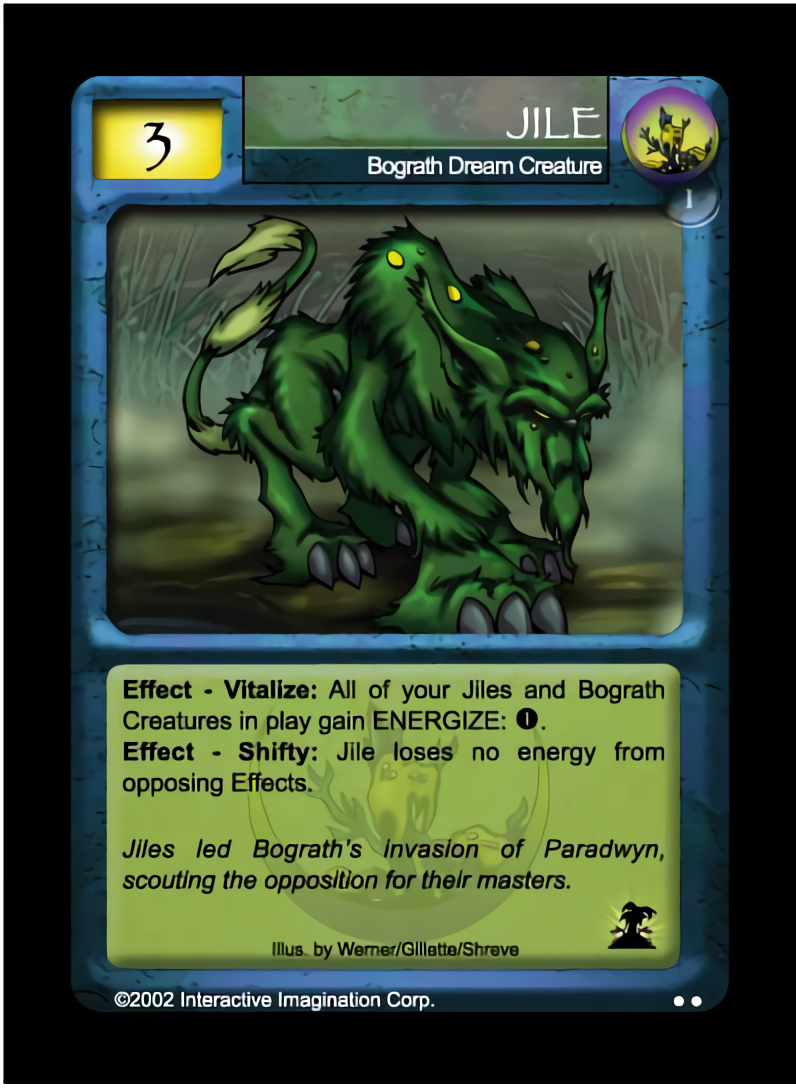 3
JILE
Bograth Dream Creature
1
Effect - Vitalize: All of your Jiles and Bograth
Creatures in play gain ENERGIZE: 1.
Effect - Shifty: Jile loses no energy from
opposing Effects.
Jiles led Bograth's invasion of Paradwyn,
scouting the opposition for their masters.
Illus. by Werner/Gillette/Shreve
©2002 Interactive Imagination Corp.